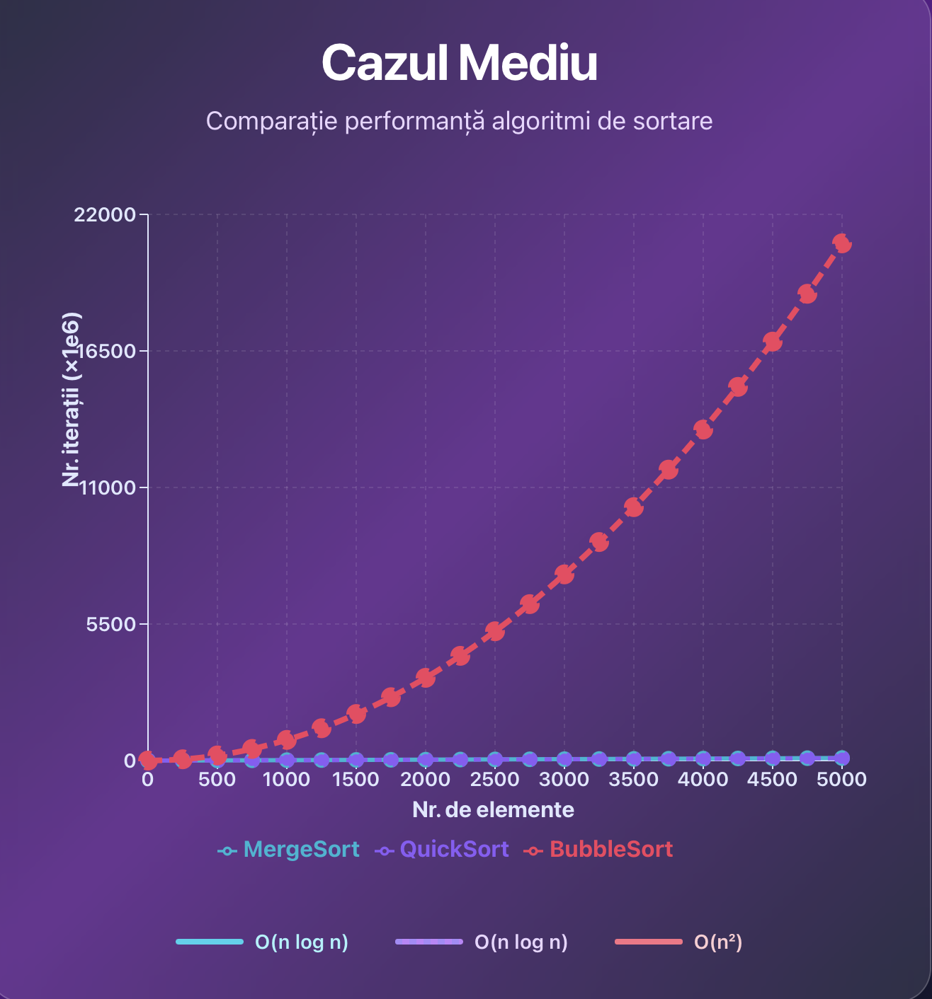 Cazul Mediu
Comparație performanță algoritmi de sortare
22000
16500
11000
5500
0
Nr. iterații (×1e6)
0 500 1000 1500 2000 2500 3000 3500 4000 4500 5000
Nr. de elemente
MergeSort QuickSort BubbleSort
O(n log n) O(n log n) O(n²)